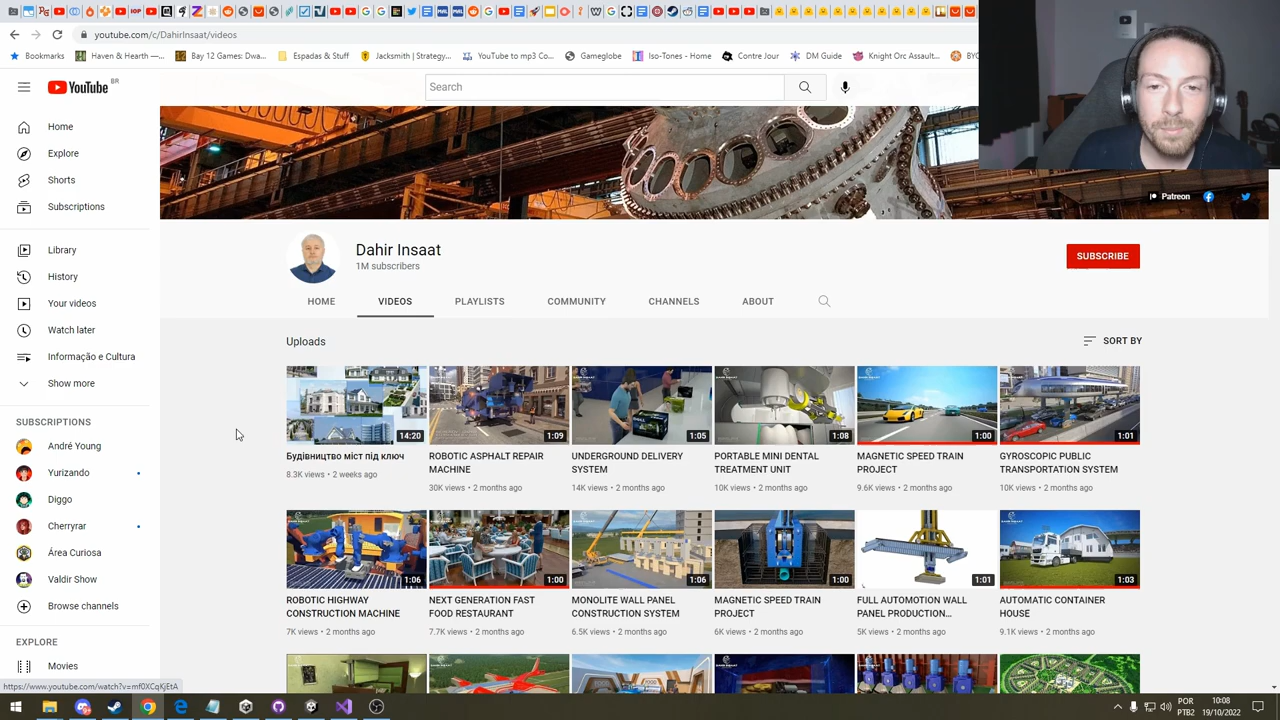 youtube.com/c/DahirInsaat/videos
Bookmarks
Haven & Hearth —...
Bay 12 Games: Dwa...
Espadas & Stuff
Jacksmith | Strategy...
YouTube to mp3 Co...
Gameglobe
Iso-Tones - Home
Contre Jour
DM Guide
Knight Orc Assault...
YouTube BR
Search
Home
Explore
Shorts
Subscriptions
Library
History
Your videos
Watch later
Informação e Cultura
Show more
SUBSCRIPTIONS
André Young
Yurizando
Diggo
Cherryrar
Área Curiosa
Valdir Show
Browse channels
EXPLORE
Movies
https://www.youtube.com/watch?v=mf0XCqKjEtA
Patreon
Dahir Insaat
1M subscribers
SUBSCRIBE
HOME
VIDEOS
PLAYLISTS
COMMUNITY
CHANNELS
ABOUT
Uploads
SORT BY
14:20
1:09
1:05
1:08
1:00
1:01
Будівництво міст під ключ
8.3K views • 2 weeks ago
ROBOTIC ASPHALT REPAIR
MACHINE
30K views • 2 months ago
UNDERGROUND DELIVERY
SYSTEM
14K views • 2 months ago
PORTABLE MINI DENTAL
TREATMENT UNIT
10K views • 2 months ago
MAGNETIC SPEED TRAIN
PROJECT
9.6K views • 2 months ago
GYROSCOPIC PUBLIC
TRANSPORTATION SYSTEM
10K views • 2 months ago
1:06
1:00
1:06
1:00
1:01
1:03
ROBOTIC HIGHWAY
CONSTRUCTION MACHINE
7K views • 2 months ago
NEXT GENERATION FAST
FOOD RESTAURANT
7.7K views • 2 months ago
MONOLITE WALL PANEL
CONSTRUCTION SYSTEM
6.5K views • 2 months ago
MAGNETIC SPEED TRAIN
PROJECT
6K views • 2 months ago
FULL AUTOMOTION WALL
PANEL PRODUCTION...
5K views • 2 months ago
AUTOMATIC CONTAINER
HOUSE
9.1K views • 2 months ago
POR
PTB2
10:08
19/10/2022